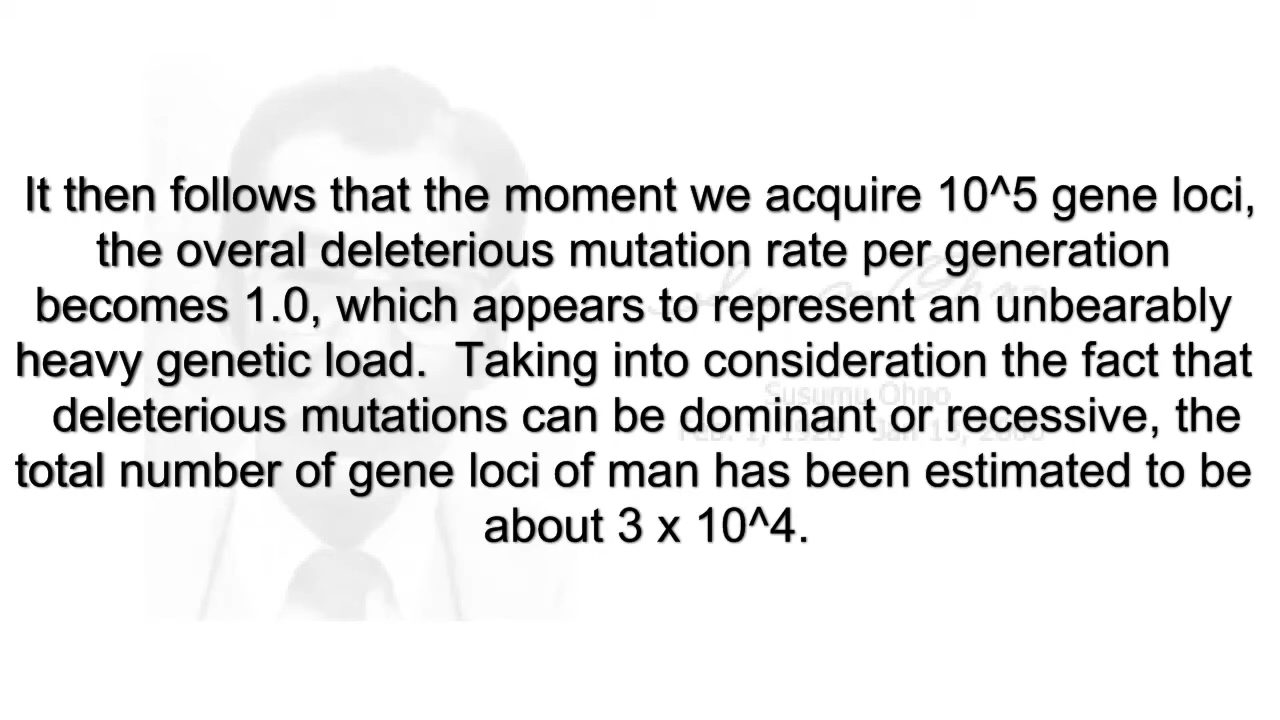 It then follows that the moment we acquire 10^5 gene loci,
the overal deleterious mutation rate per generation
becomes 1.0, which appears to represent an unbearably
heavy genetic load.  Taking into consideration the fact that
deleterious mutations can be dominant or recessive, the
total number of gene loci of man has been estimated to be
about 3 x 10^4.
Susumu Ohno